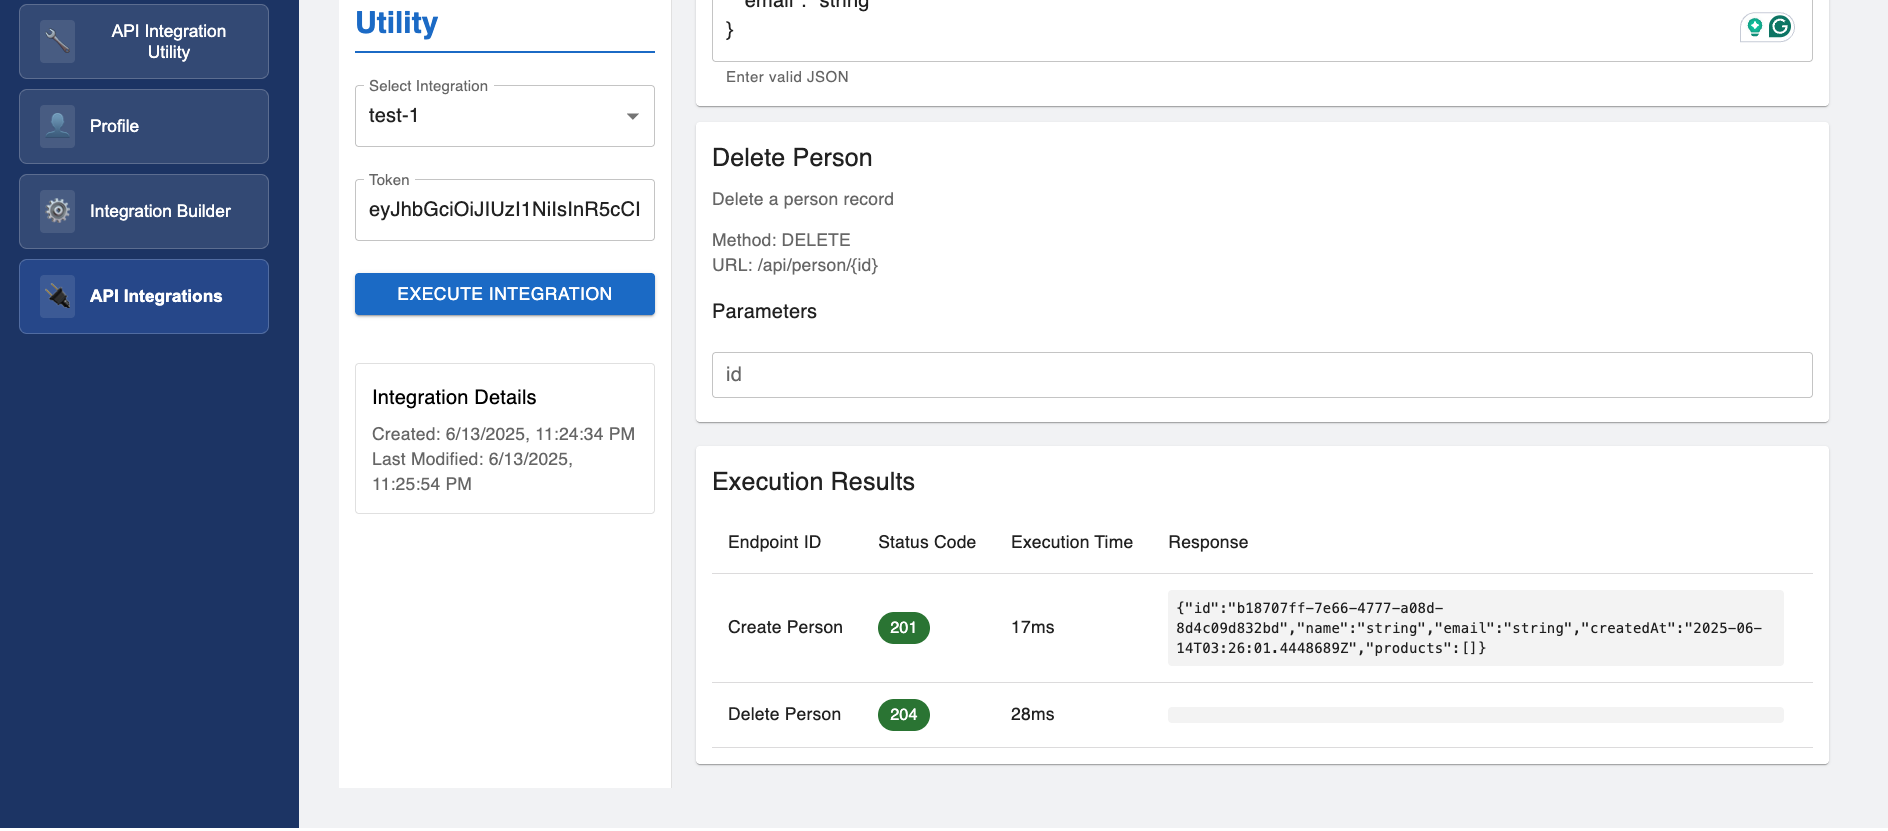 API Integration
Utility
Profile
Integration Builder
API Integrations
Utility
Select Integration
test-1
Token
eyJhbGciOiJIUzI1NiIsInR5cCI
EXECUTE INTEGRATION
Integration Details
Created: 6/13/2025, 11:24:34 PM
Last Modified: 6/13/2025,
11:25:54 PM
"email": "string"
}
Enter valid JSON
Delete Person
Delete a person record
Method: DELETE
URL: /api/person/{id}
Parameters
id
Execution Results
Endpoint ID Status Code Execution Time Response
Create Person 201 17ms
{"id":"b18707ff-7e66-4777-a08d-
8d4c09d832bd","name":"string","email":"string","createdAt":"2025-06-
14T03:26:01.4448689Z","products":[]}
Delete Person 204 28ms